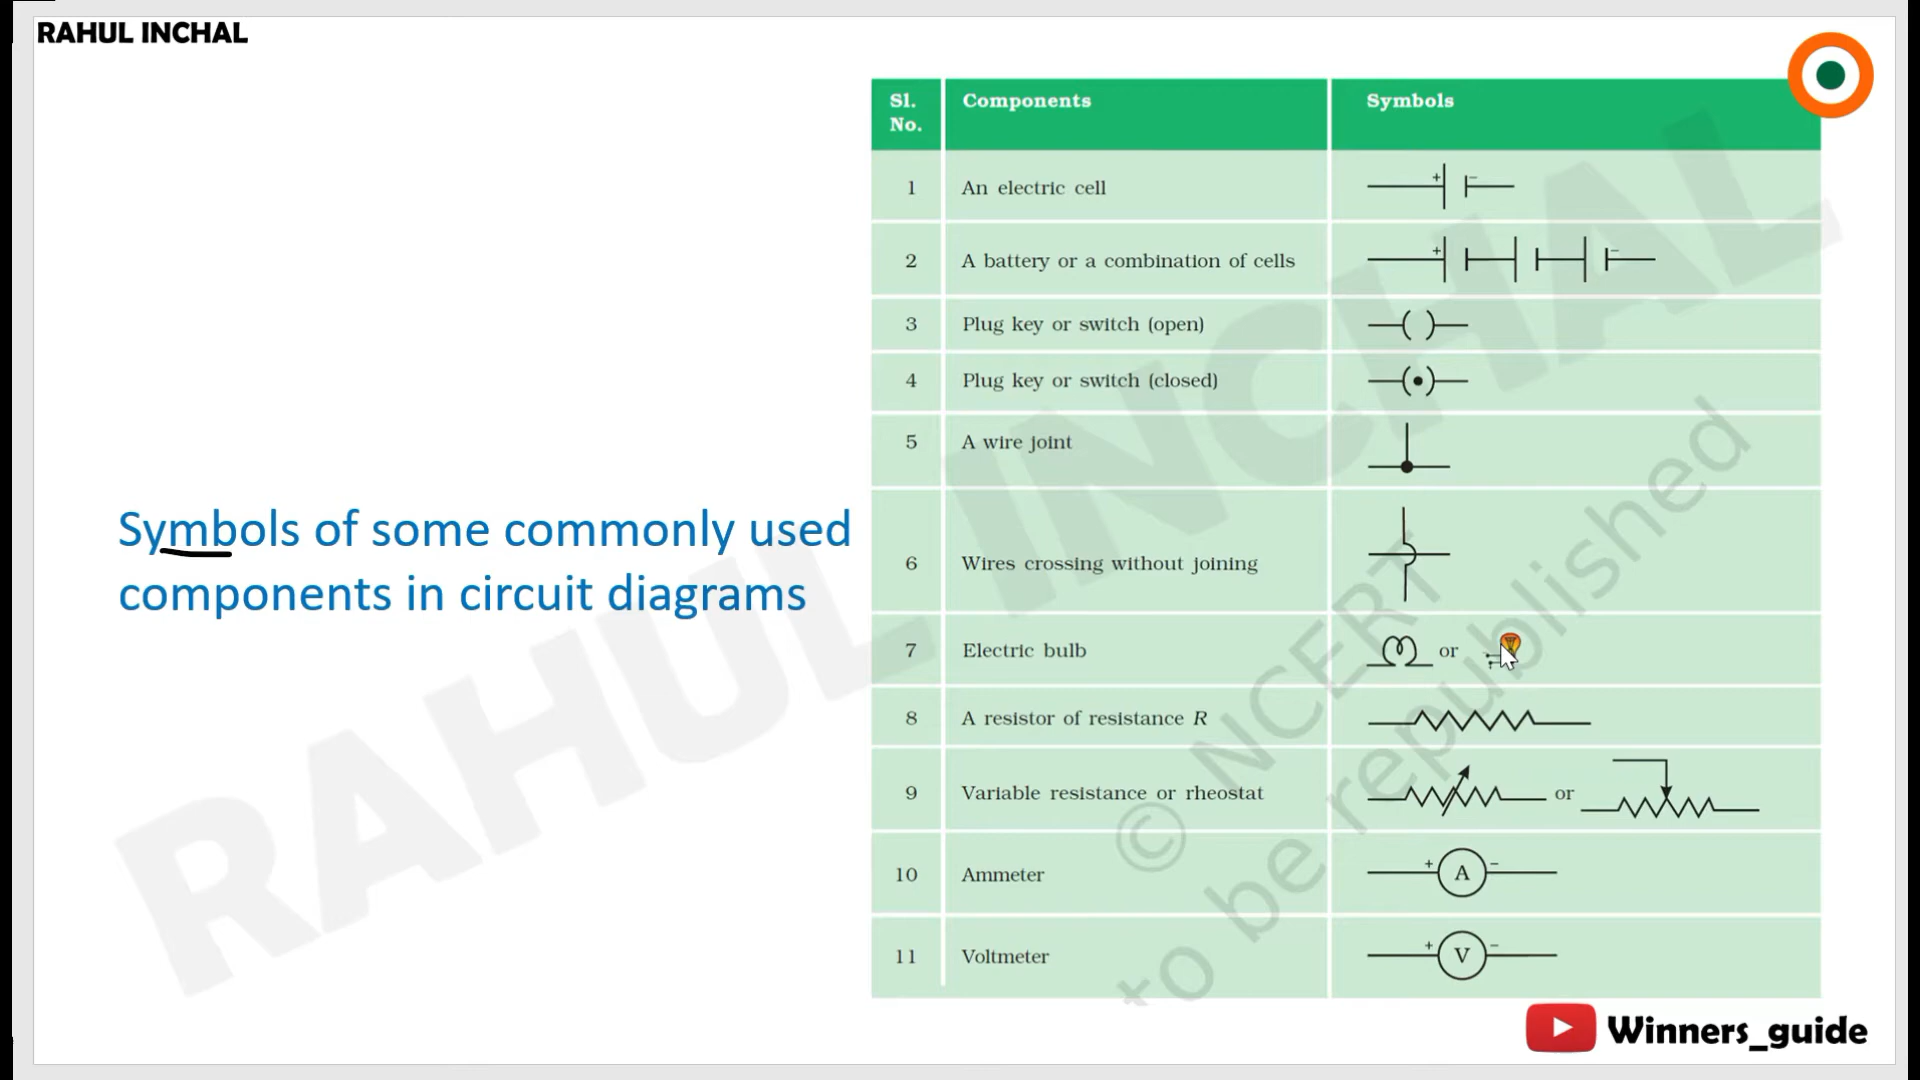 RAHUL INCHAL
Sl. No. Components Symbols
1 An electric cell + −
2 A battery or a combination of cells + −
3 Plug key or switch (open)
4 Plug key or switch (closed)
5 A wire joint
6 Wires crossing without joining
7 Electric bulb or
8 A resistor of resistance R
9 Variable resistance or rheostat or
10 Ammeter + A −
11 Voltmeter + V −
Symbols of some commonly used
components in circuit diagrams
RAHUL INCHAL
© NCERT
to be republished
Winners_guide